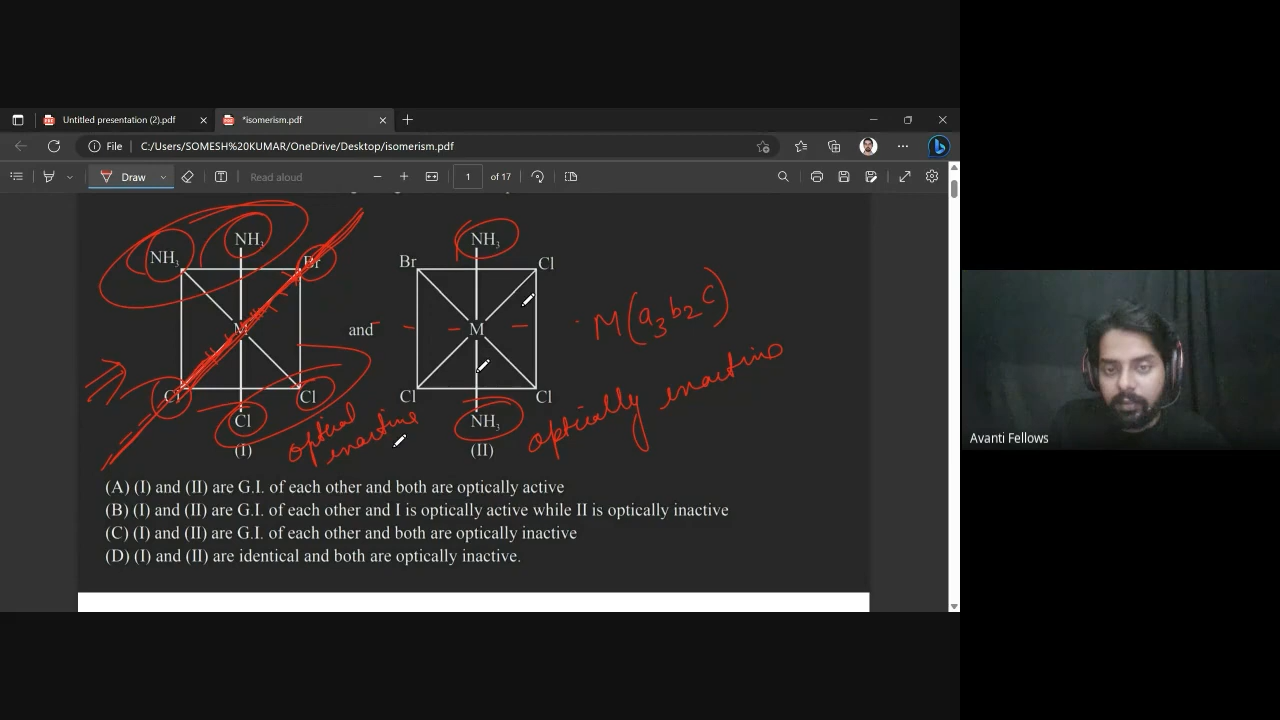 Untitled presentation (2).pdf
*isomerism.pdf
File
C:/Users/SOMESH%20KUMAR/OneDrive/Desktop/isomerism.pdf
Draw
Read aloud
1
of 17
NH3 NH3 Br
M
Cl Cl Cl
(I)
and
NH3
Br Cl
M
Cl Cl
NH3
(II)
M(a3b2c)
optical
inactive
optically inactive
(A) (I) and (II) are G.I. of each other and both are optically active
(B) (I) and (II) are G.I. of each other and I is optically active while II is optically inactive
(C) (I) and (II) are G.I. of each other and both are optically inactive
(D) (I) and (II) are identical and both are optically inactive.
Avanti Fellows